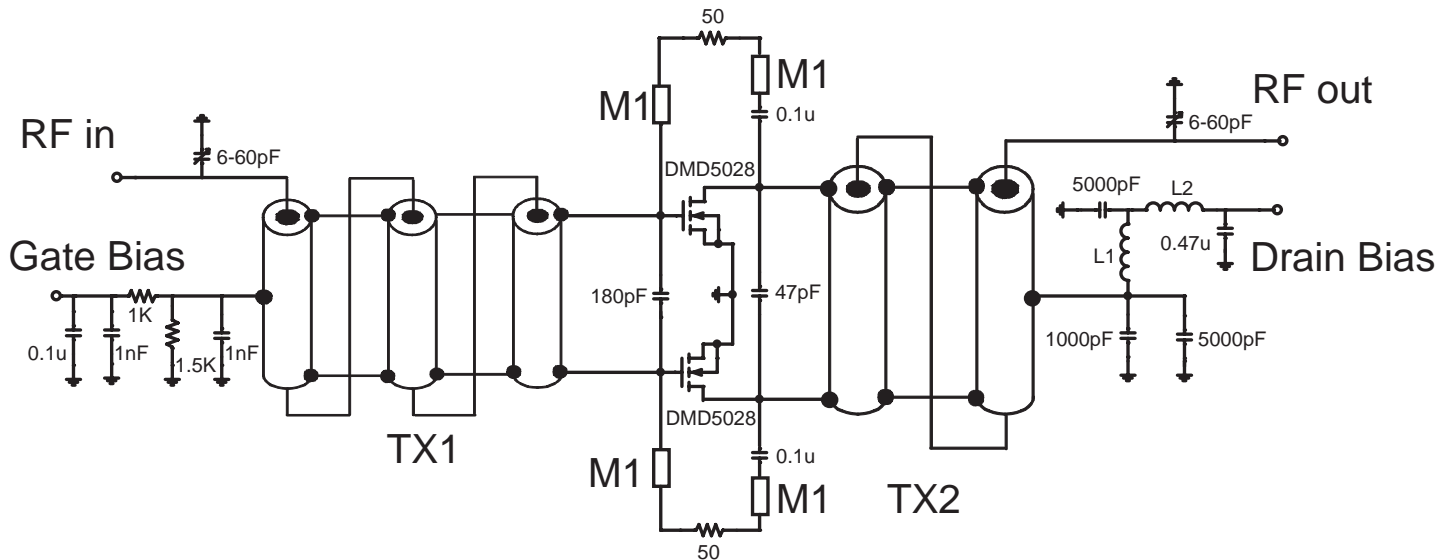 50
M1
M1
0.1u
RF in
6-60pF
RF out
6-60pF
DMD5028
5000pF
L2
L1
0.47u
Gate Bias
Drain Bias
1K
180pF
47pF
0.1u
1nF
1.5K
1nF
1000pF
5000pF
DMD5028
TX1
M1
0.1u
M1
TX2
50